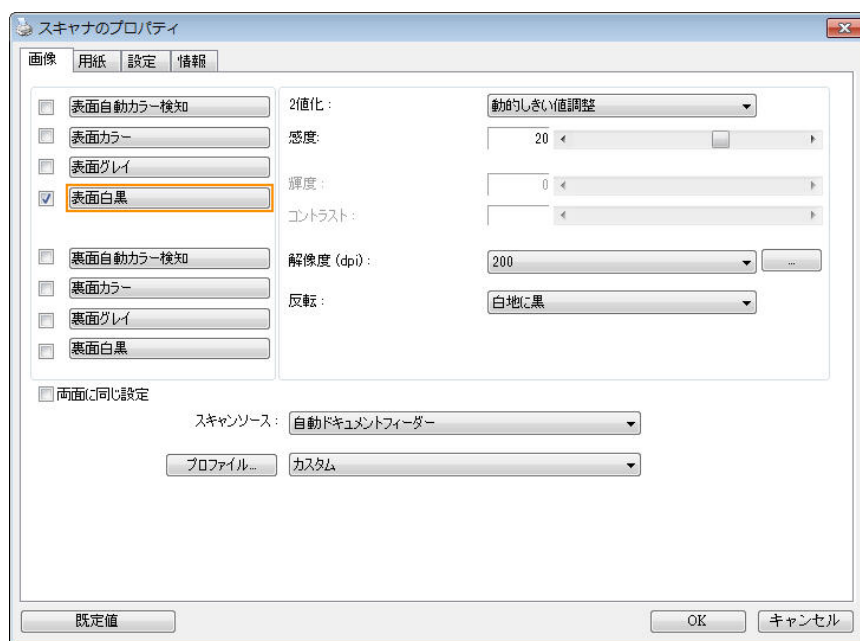 スキャナのプロパティ
画像 用紙 設定 情報
表面自動カラー検知 2値化: 動的しきい値調整
表面カラー 感度: 20
表面グレイ
輝度: 0
表面白黒
コントラスト:
裏面自動カラー検知 解像度 (dpi): 200 ...
裏面カラー
反転: 白地に黒
裏面グレイ
裏面白黒
両面に同じ設定
スキャンソース: 自動ドキュメントフィーダー
プロファイル... カスタム
既定値 OK キャンセル